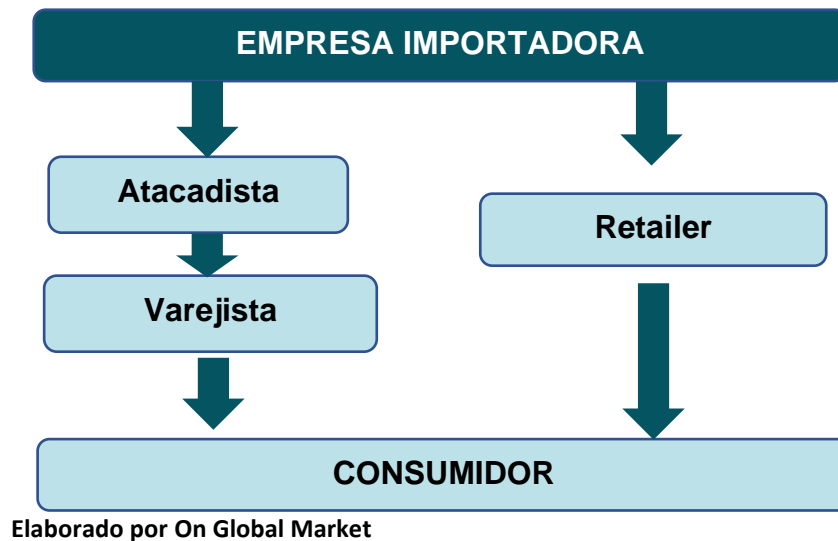 EMPRESA IMPORTADORA
Atacadista
Retailer
Varejista
CONSUMIDOR
Elaborado por On Global Market